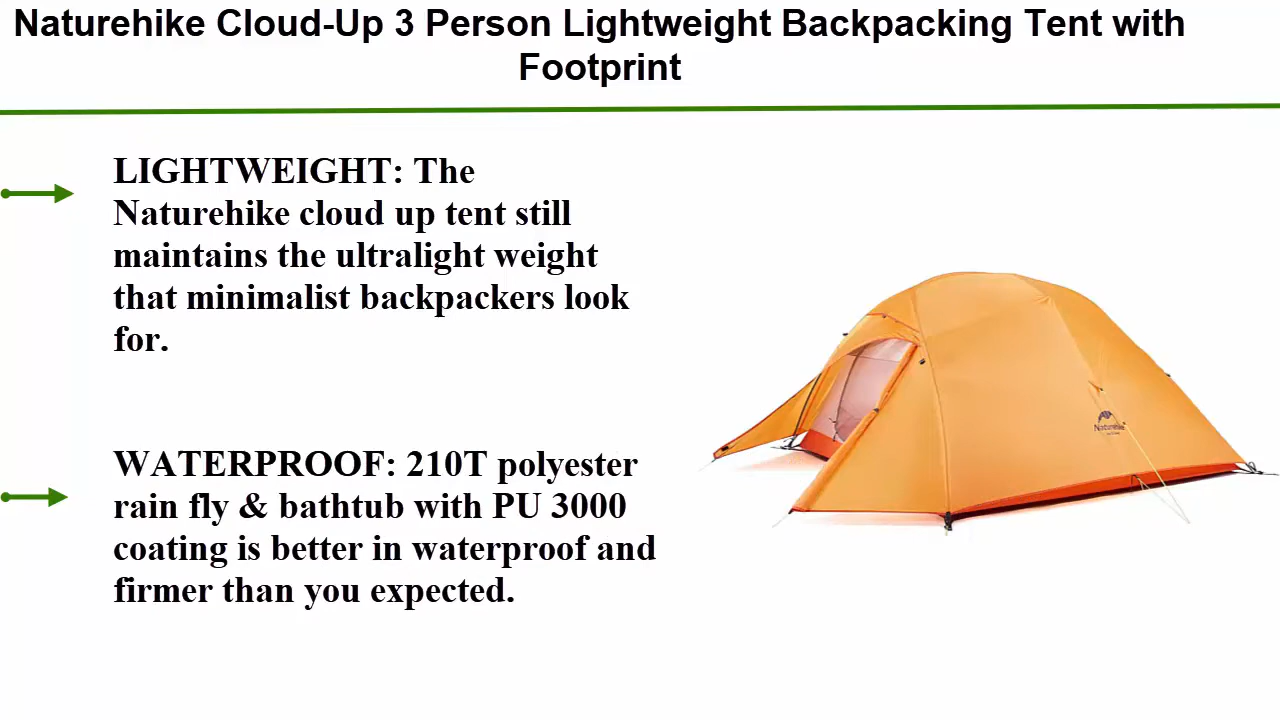 Naturehike Cloud-Up 3 Person Lightweight Backpacking Tent with
Footprint
LIGHTWEIGHT: The
Naturehike cloud up tent still
maintains the ultralight weight
that minimalist backpackers look
for.
WATERPROOF: 210T polyester
rain fly & bathtub with PU 3000
coating is better in waterproof and
firmer than you expected.
Naturehike